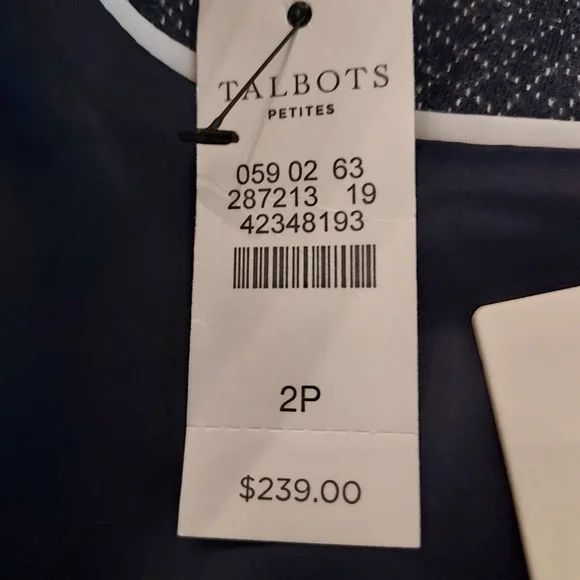 TALBOTS
PETITES
059 02 63
287213 19
42348193
2P
$239.00